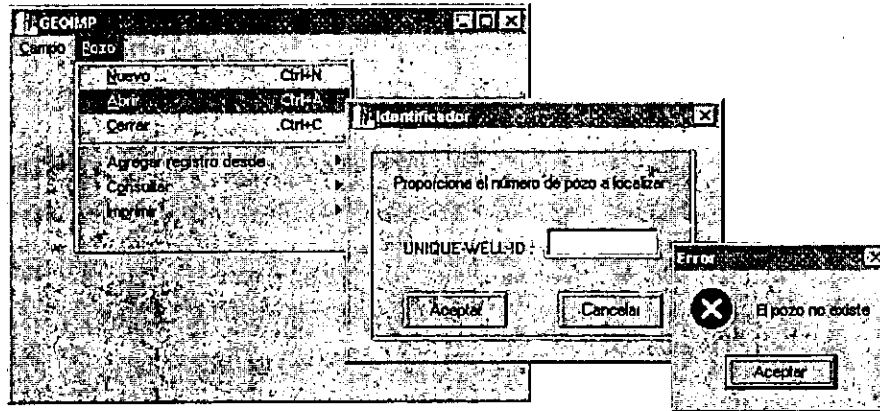 GEOIMP
Campo Pozo
Nuevo Ctrl+N
Abrir Ctrl+A
Cerrar Ctrl+C
Agregar registro desde
Consultar
Imprimir
Identificador
Proporcione el número de pozo a localizar
UNIQUE-WELL-ID
Aceptar Cancelar
Error
El pozo no existe
Aceptar